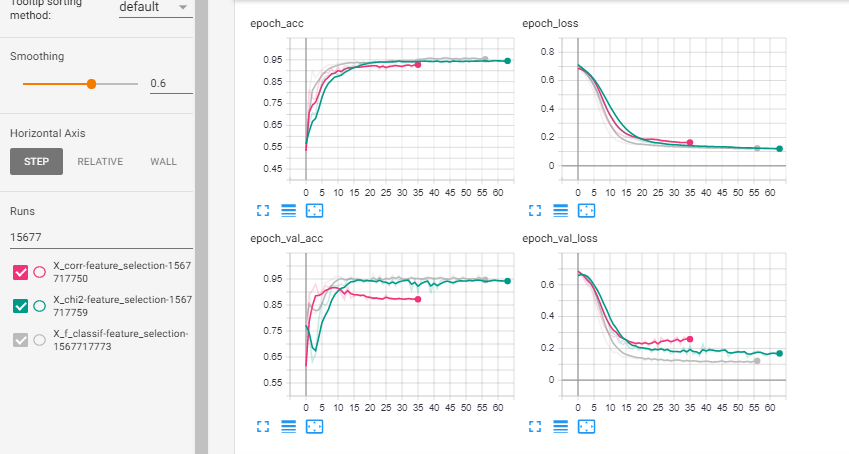 Tooltip sorting
method:
default
Smoothing
0.6
Horizontal Axis
STEP RELATIVE WALL
Runs
15677
X_corr-feature_selection-1567
717750
X_chi2-feature_selection-1567
717759
X_f_classif-feature_selection-
1567717773
epoch_acc
0.95
0.85
0.75
0.65
0.55
0.45
0 5 10 15 20 25 30 35 40 45 50 55 60
epoch_loss
0.8
0.6
0.4
0.2
0
0 5 10 15 20 25 30 35 40 45 50 55 60
epoch_val_acc
0.95
0.85
0.75
0.65
0.55
0 5 10 15 20 25 30 35 40 45 50 55 60
epoch_val_loss
0.6
0.4
0.2
0
0 5 10 15 20 25 30 35 40 45 50 55 60